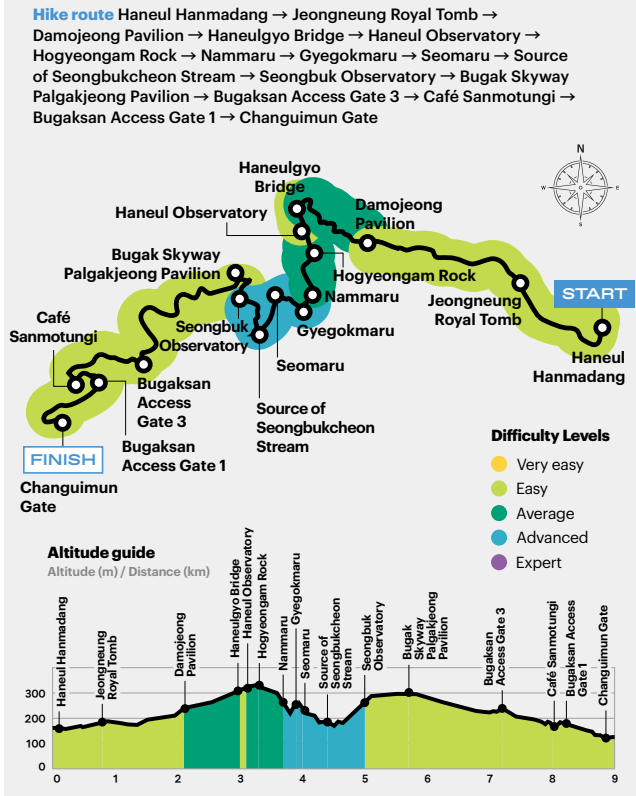 Hike route Haneul Hanmadang → Jeongneung Royal Tomb →
Damojeong Pavilion → Haneulgyo Bridge → Haneul Observatory →
Hogyeongam Rock → Nammaru → Gyegokmaru → Seomaru → Source
of Seongbukcheon Stream → Seongbuk Observatory → Bugak Skyway
Palgakjeong Pavilion → Bugaksan Access Gate 3 → Café Sanmotungi →
Bugaksan Access Gate 1 → Changuimun Gate
N
W
E
S
Haneulgyo
Bridge
Haneul Observatory
Damojeong
Pavilion
Bugak Skyway
Palgakjeong Pavilion
Hogyeongam Rock
Nammaru
Jeongneung
Royal Tomb
START
Café
Sanmotungi
Seongbuk
Observatory
Gyegokmaru
Seomaru
Haneul
Hanmadang
Bugaksan
Access
Gate 3
Source of
Seongbukcheon
Stream
Bugaksan
Access Gate 1
FINISH
Changuimun
Gate
Difficulty Levels
Very easy
Easy
Average
Advanced
Expert
Altitude guide
Altitude (m) / Distance (km)
Haneul Hanmadang
Jeongneung
Royal Tomb
Damojeong
Pavilion
Haneulgyo Bridge
Haneul Observatory
Hogyeongam Rock
Nammaru
Gyegokmaru
Seomaru
Source of
Seongbukcheon
Stream
Seongbuk
Observatory
Bugak
Skyway
Palgakjeong
Pavilion
Bugaksan
Access Gate 3
Café Sanmotungi
Bugaksan Access
Gate 1
Changuimun Gate
300
200
100
0
0 1 2 3 4 5 6 7 8 9